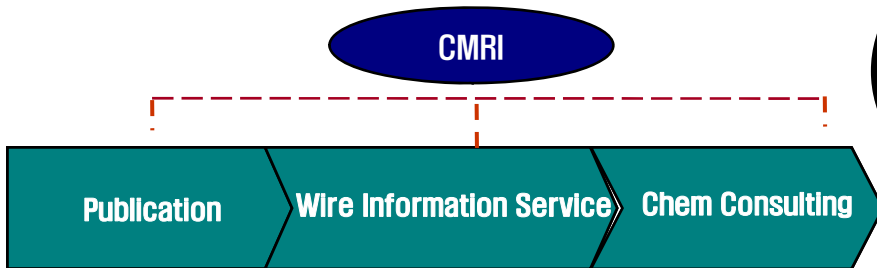 CMRI
Publication
Wire Information Service
Chem Consulting